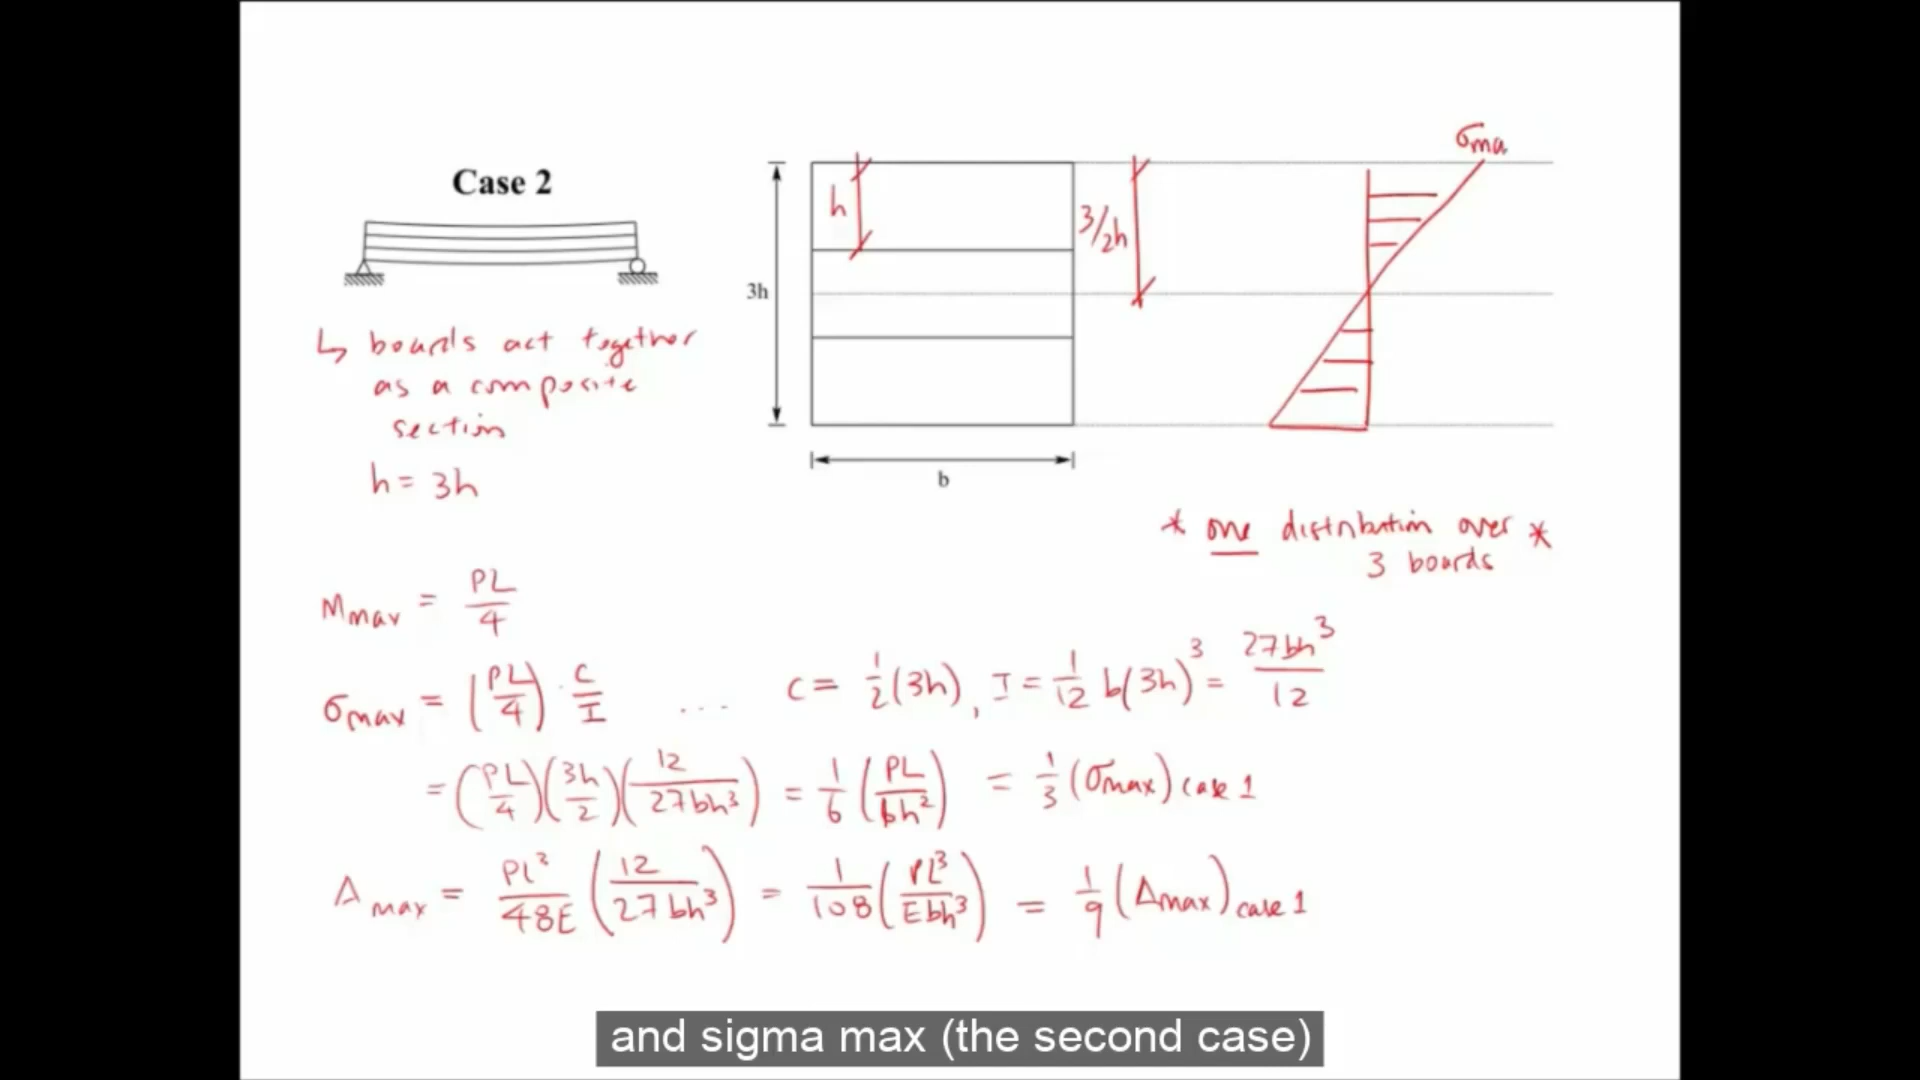 Case 2
↳ boards act together
as a composite
section
h = 3h
3h
h
3/2h
b
σma
* one distribution over *
3 boards
Mmax = PL/4
σmax = (PL/4) · C/I ... C = 1/2(3h), I = 1/12 b(3h)³ = 27bh³/12
= (PL/4)(3h/2)(12/27bh³) = 1/6 (PL/bh²) = 1/3 (σmax) case 1
Δmax = PL³/48E (12/27bh³) = 1/108 (PL³/Ebh³) = 1/9 (Δmax) case 1
and sigma max (the second case)